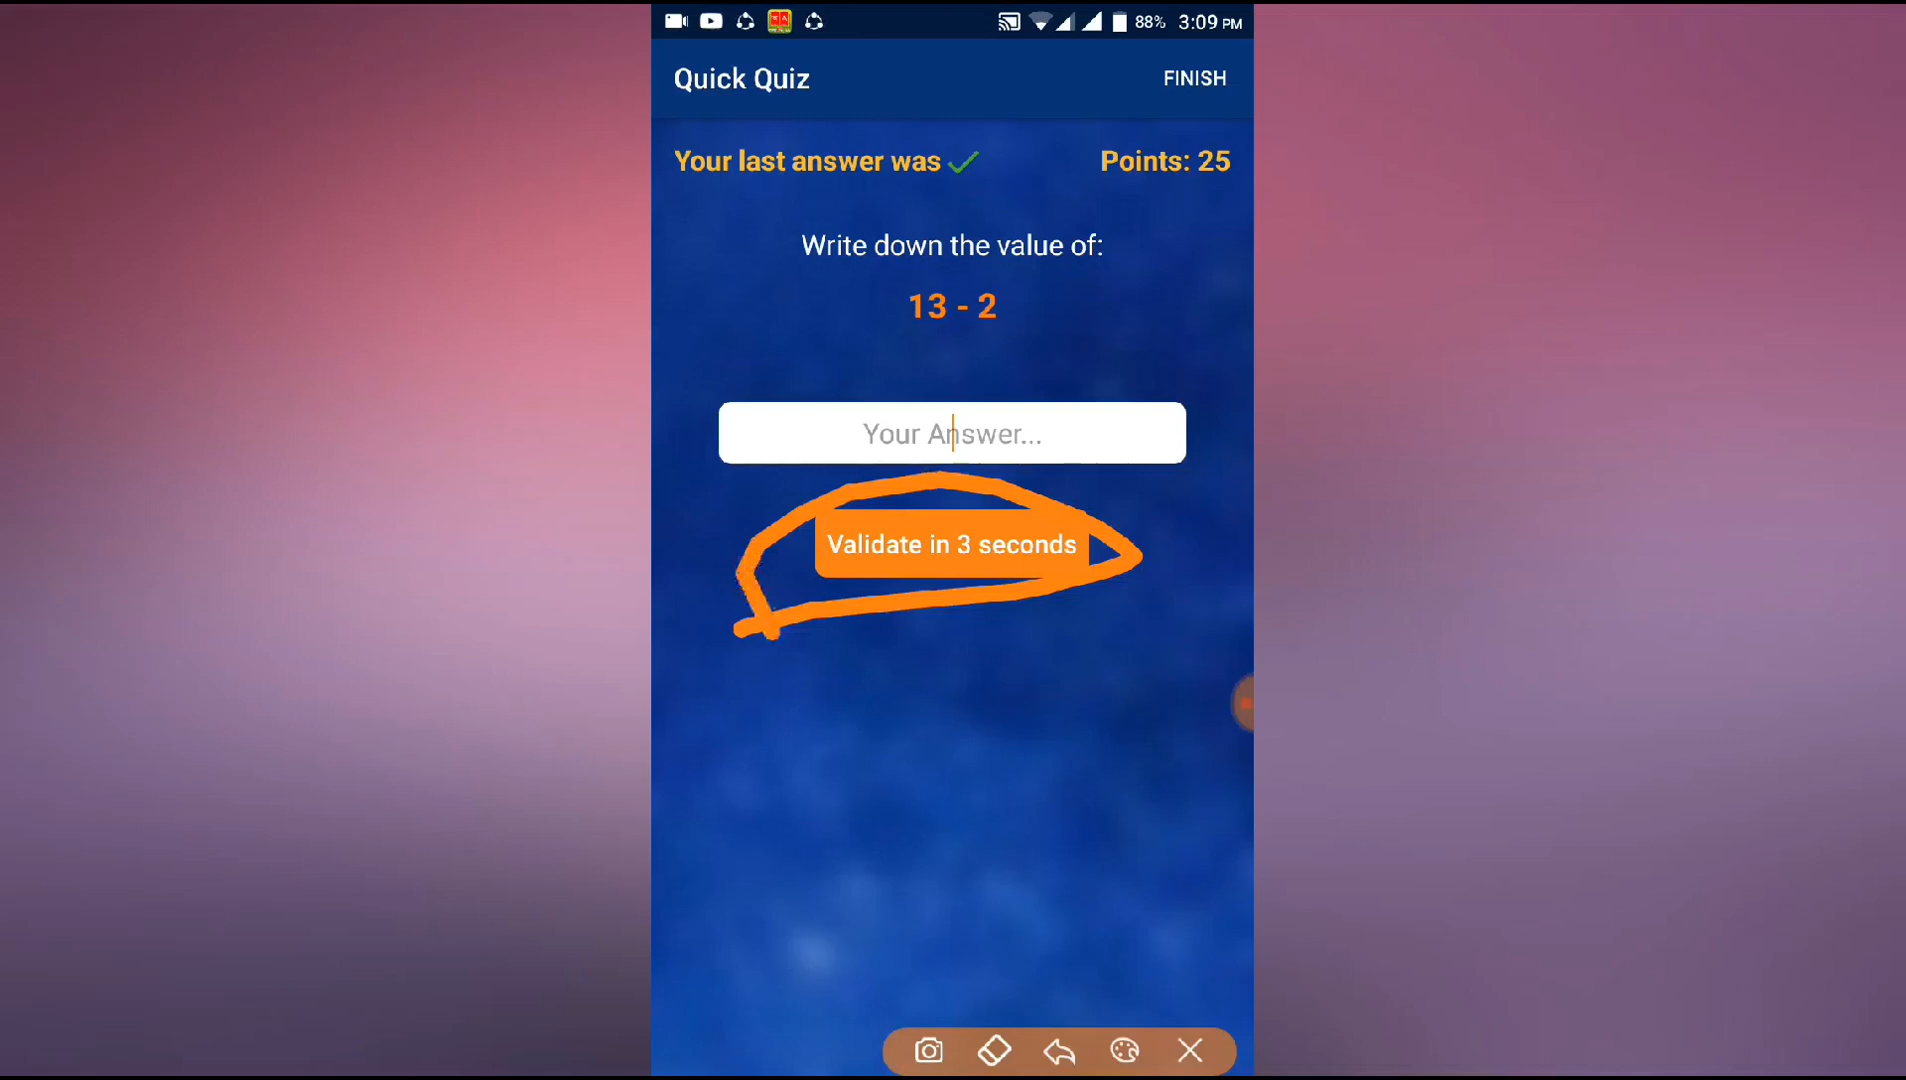 88% 3:09 PM
Quick Quiz FINISH
Your last answer was Points: 25
Write down the value of:
13 - 2
Your Answer...
Validate in 3 seconds